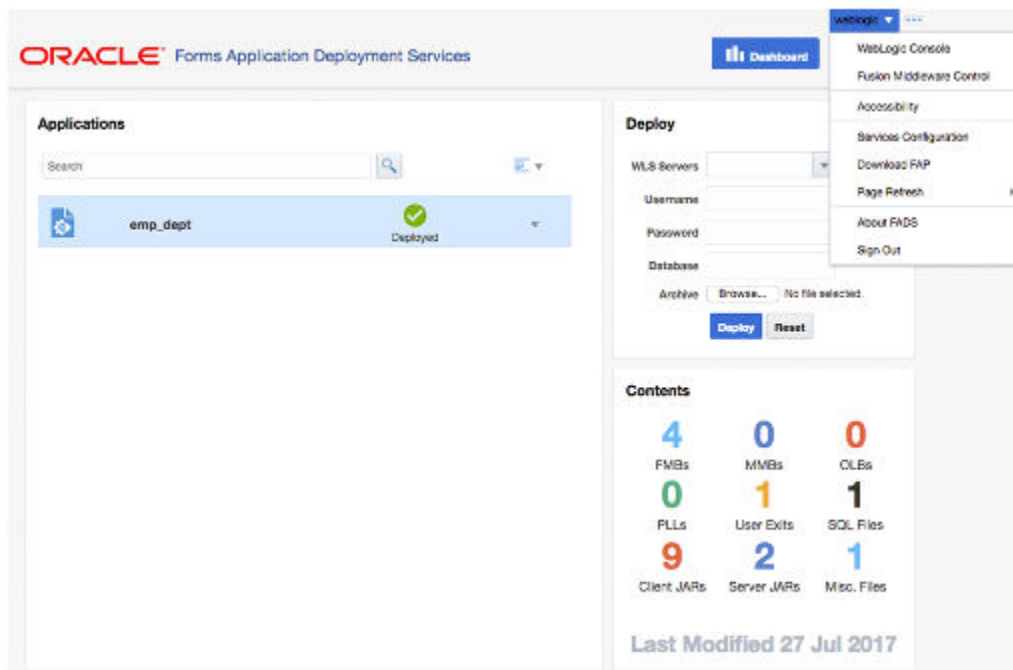 weblogic
ORACLE® Forms Application Deployment Services
Dashboard
WebLogic Console
Fusion Middleware Control
Accessibility
Services Configuration
Download FAP
Page Refresh
About FADS
Sign Out
Applications
Search
emp_dept
Deployed
Deploy
WLS Servers
Username
Password
Database
Archive Browse... No file selected.
Deploy Reset
Contents
4 0 0
FMBs MMBs OLBs
0 1 1
PLLs User Exits SQL Files
9 2 1
Client JARs Server JARs Misc. Files
Last Modified 27 Jul 2017